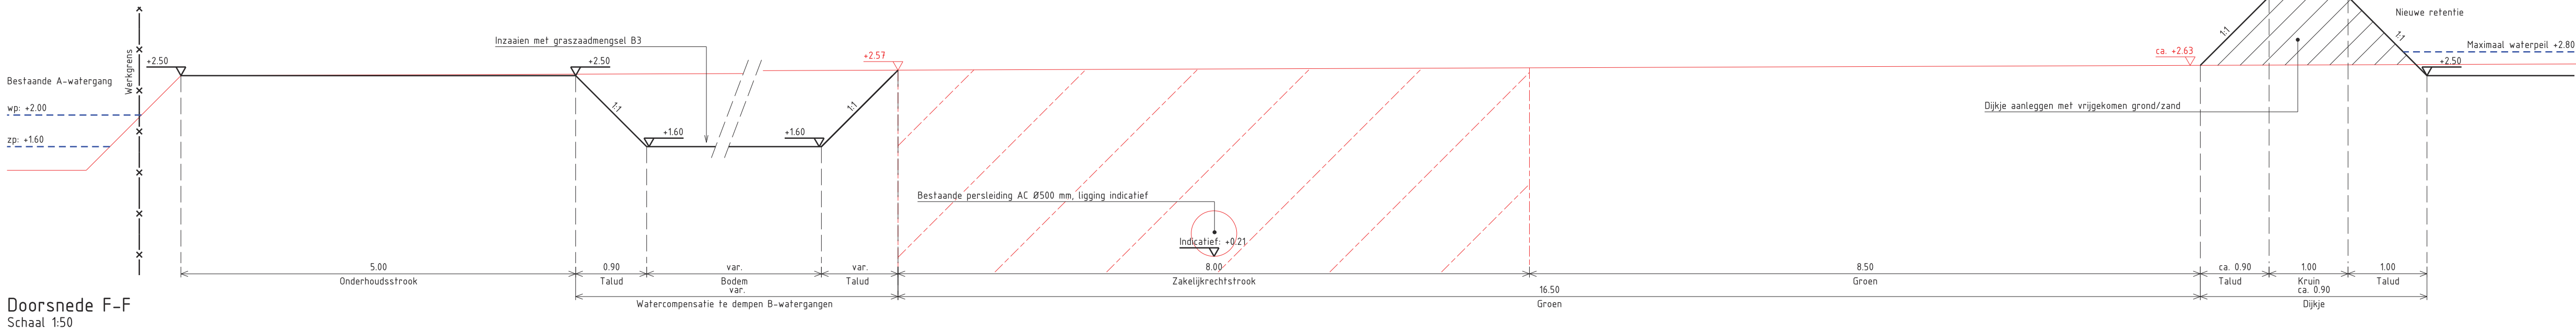 Nieuwe retentie
Inzaaien met graszaadmengsel B3
Maximaal waterpeil +2.80
1:1
1:1
ca. +2.63
+2.57
Werkgrens
+2.50
+2.50
+2.50
Bestaande A-watergang
wp: +2.00
1:1
1:1
Dijkje aanleggen met vrijgekomen grond/zand
zp: +1.60
+1.60
+1.60
Bestaande persleiding AC Ø500 mm, ligging indicatief
Indicatief: +0.21
5.00
0.90
var.
var.
8.00
8.50
ca. 0.90
1.00
1.00
Onderhoudsstrook
Talud
Bodem
Talud
Zakelijkrechtstrook
Groen
Talud
Kruin
Talud
var.
16.50
ca. 0.90
Watercompensatie te dempen B-watergangen
Groen
Dijkje
Doorsnede F-F
Schaal 1:50